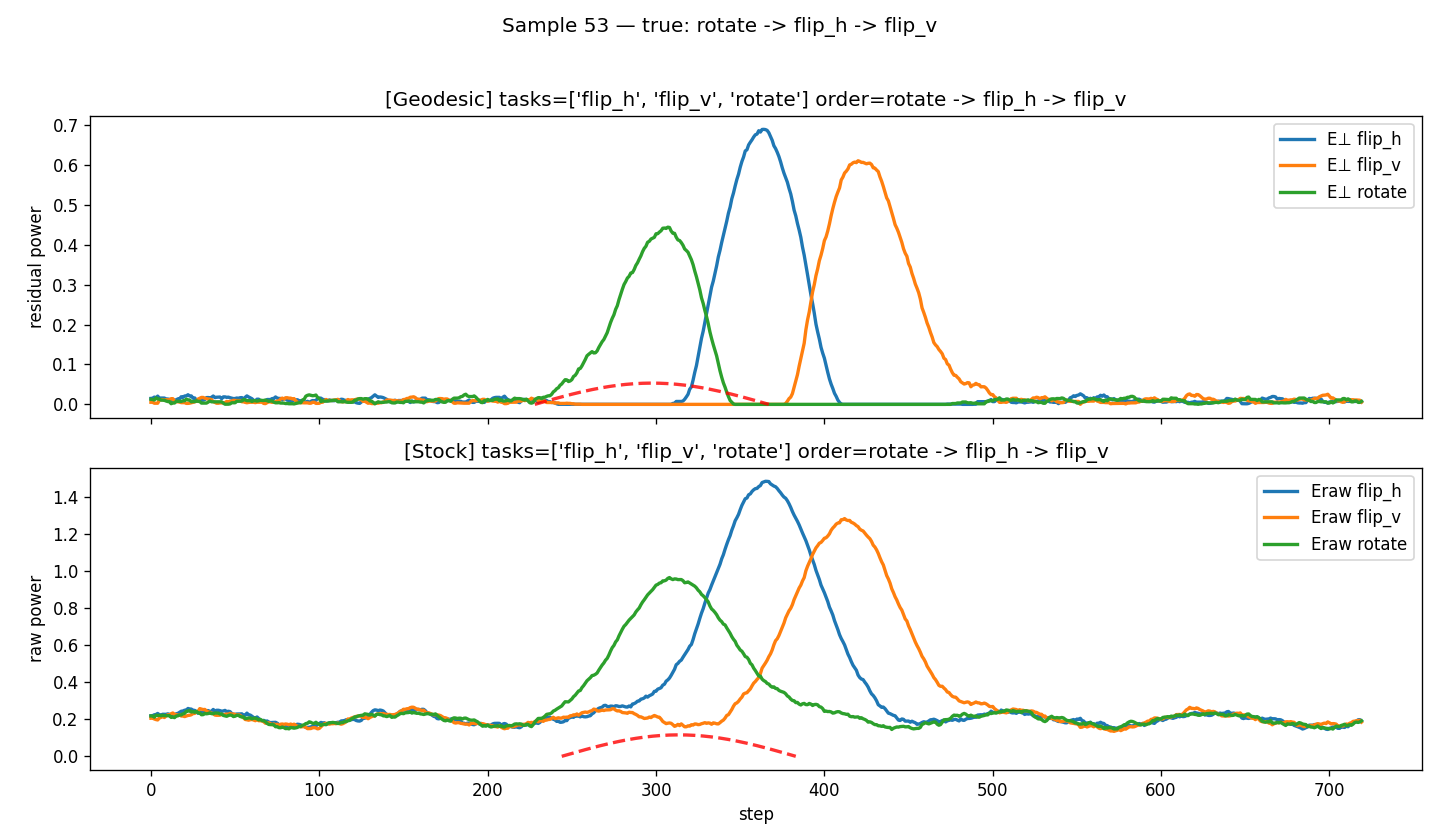 Sample 53 — true: rotate -> flip_h -> flip_v
[Geodesic] tasks=['flip_h', 'flip_v', 'rotate'] order=rotate -> flip_h -> flip_v
0.7
0.6
0.5
0.4
0.3
0.2
0.1
0.0
residual power
E⊥ flip_h
E⊥ flip_v
E⊥ rotate
[Stock] tasks=['flip_h', 'flip_v', 'rotate'] order=rotate -> flip_h -> flip_v
1.4
1.2
1.0
0.8
0.6
0.4
0.2
0.0
raw power
Eraw flip_h
Eraw flip_v
Eraw rotate
0 100 200 300 400 500 600 700
step